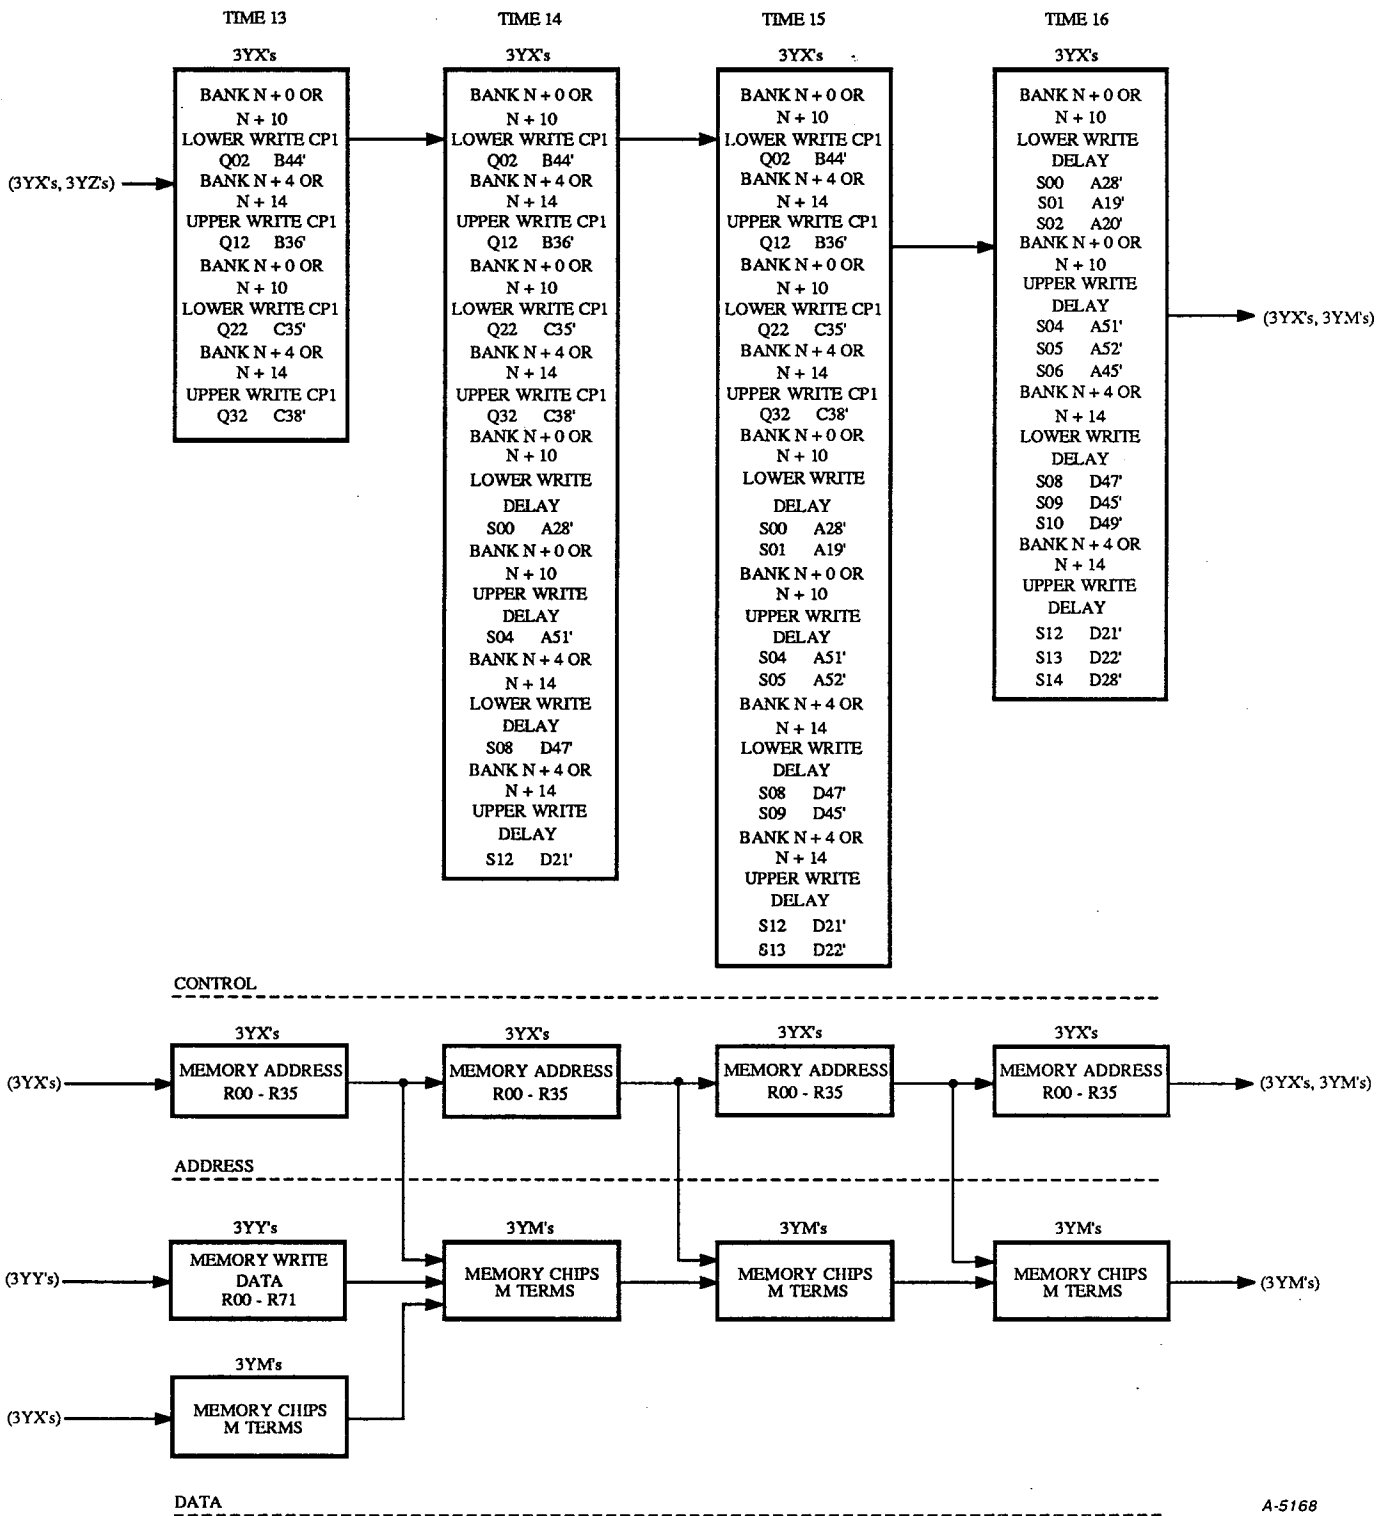 TIME 13
3YX's
(3YX's, 3YZ's)
BANK N + 0 OR
N + 10
LOWER WRITE CP1
Q02 B44'
BANK N + 4 OR
N + 14
UPPER WRITE CP1
Q12 B36'
BANK N + 0 OR
N + 10
LOWER WRITE CP1
Q22 C35'
BANK N + 4 OR
N + 14
UPPER WRITE CP1
Q32 C38'
TIME 14
3YX's
BANK N + 0 OR
N + 10
LOWER WRITE CP1
Q02 B44'
BANK N + 4 OR
N + 14
UPPER WRITE CP1
Q12 B36'
BANK N + 0 OR
N + 10
LOWER WRITE CP1
Q22 C35'
BANK N + 4 OR
N + 14
UPPER WRITE CP1
Q32 C38'
BANK N + 0 OR
N + 10
LOWER WRITE
DELAY
S00 A28'
BANK N + 0 OR
N + 10
UPPER WRITE
DELAY
S04 A51'
BANK N + 4 OR
N + 14
LOWER WRITE
DELAY
S08 D47'
BANK N + 4 OR
N + 14
UPPER WRITE
DELAY
S12 D21'
TIME 15
3YX's
BANK N + 0 OR
N + 10
LOWER WRITE CP1
Q02 B44'
BANK N + 4 OR
N + 14
UPPER WRITE CP1
Q12 B36'
BANK N + 0 OR
N + 10
LOWER WRITE CP1
Q22 C35'
BANK N + 4 OR
N + 14
UPPER WRITE CP1
Q32 C38'
BANK N + 0 OR
N + 10
LOWER WRITE
DELAY
S00 A28'
S01 A19'
BANK N + 0 OR
N + 10
UPPER WRITE
DELAY
S04 A51'
S05 A52'
BANK N + 4 OR
N + 14
LOWER WRITE
DELAY
S08 D47'
S09 D45'
BANK N + 4 OR
N + 14
UPPER WRITE
DELAY
S12 D21'
S13 D22'
TIME 16
3YX's
BANK N + 0 OR
N + 10
LOWER WRITE
DELAY
S00 A28'
S01 A19'
S02 A20'
BANK N + 0 OR
N + 10
UPPER WRITE
DELAY
S04 A51'
S05 A52'
S06 A45'
BANK N + 4 OR
N + 14
LOWER WRITE
DELAY
S08 D47'
S09 D45'
S10 D49'
BANK N + 4 OR
N + 14
UPPER WRITE
DELAY
S12 D21'
S13 D22'
S14 D28'
(3YX's, 3YM's)
CONTROL
(3YX's)
3YX's
MEMORY ADDRESS
R00 - R35
3YX's
MEMORY ADDRESS
R00 - R35
3YX's
MEMORY ADDRESS
R00 - R35
3YX's
MEMORY ADDRESS
R00 - R35
(3YX's, 3YM's)
ADDRESS
(3YY's)
3YY's
MEMORY WRITE
DATA
R00 - R71
3YM's
MEMORY CHIPS
M TERMS
3YM's
MEMORY CHIPS
M TERMS
3YM's
MEMORY CHIPS
M TERMS
(3YM's)
(3YX's)
3YM's
MEMORY CHIPS
M TERMS
DATA
A-5168